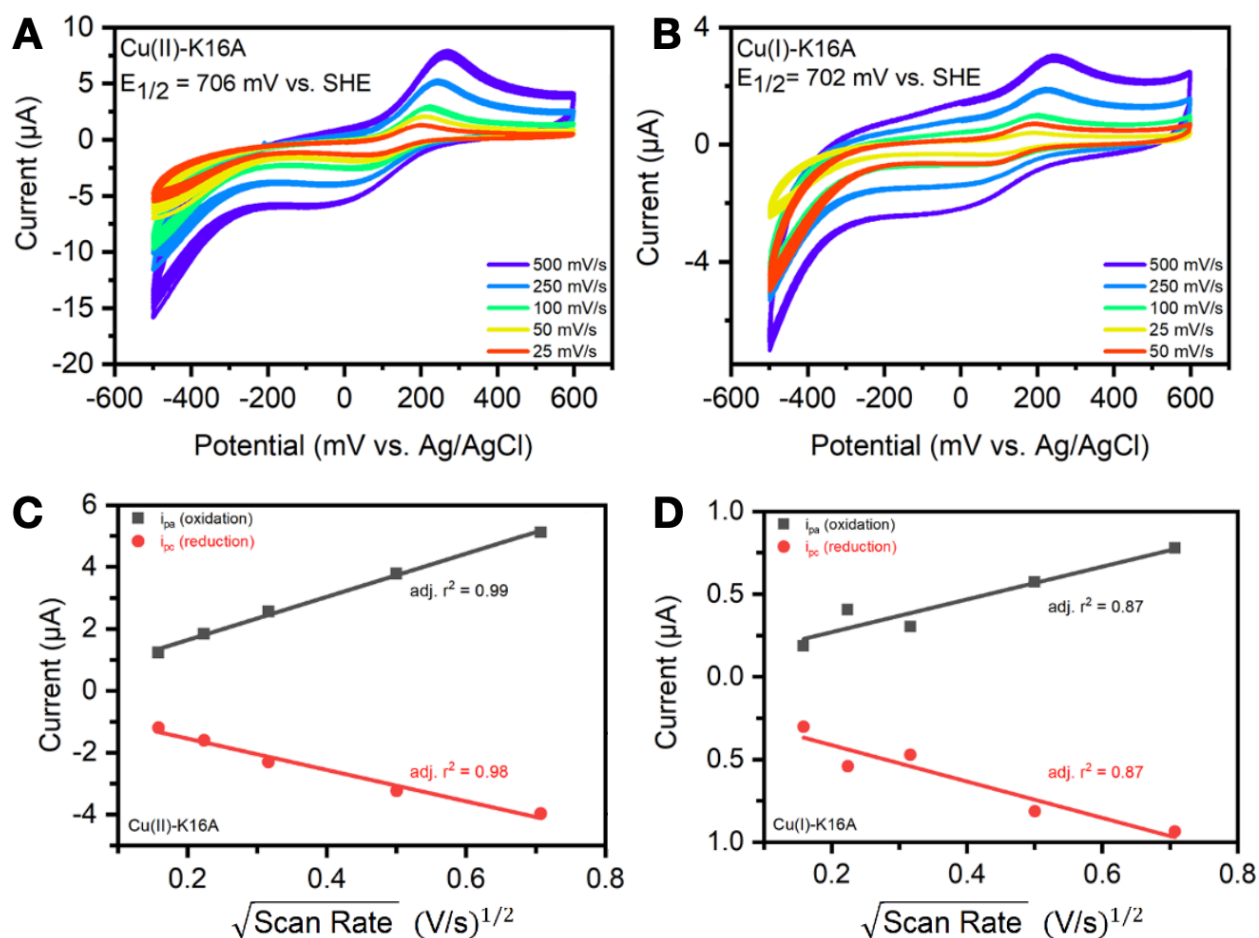 A
Cu(II)-K16A
E1/2 = 706 mV vs. SHE
10
5
0
-5
-10
-15
-20
Current (μA)
500 mV/s
250 mV/s
100 mV/s
50 mV/s
25 mV/s
-600 -400 -200 0 200 400 600
Potential (mV vs. Ag/AgCl)
B
Cu(I)-K16A
E1/2= 702 mV vs. SHE
4
0
-4
Current (μA)
500 mV/s
250 mV/s
100 mV/s
25 mV/s
50 mV/s
-600 -400 -200 0 200 400 600
Potential (mV vs. Ag/AgCl)
C
ipa (oxidation)
ipc (reduction)
6
4
2
0
-2
-4
Current (μA)
adj. r² = 0.99
adj. r² = 0.98
Cu(II)-K16A
0.2 0.4 0.6 0.8
√Scan Rate (V/s)1/2
D
ipa (oxidation)
ipc (reduction)
1.0
0.5
0.0
0.5
1.0
Current (μA)
adj. r² = 0.87
adj. r² = 0.87
Cu(I)-K16A
0.2 0.4 0.6 0.8
√Scan Rate (V/s)1/2